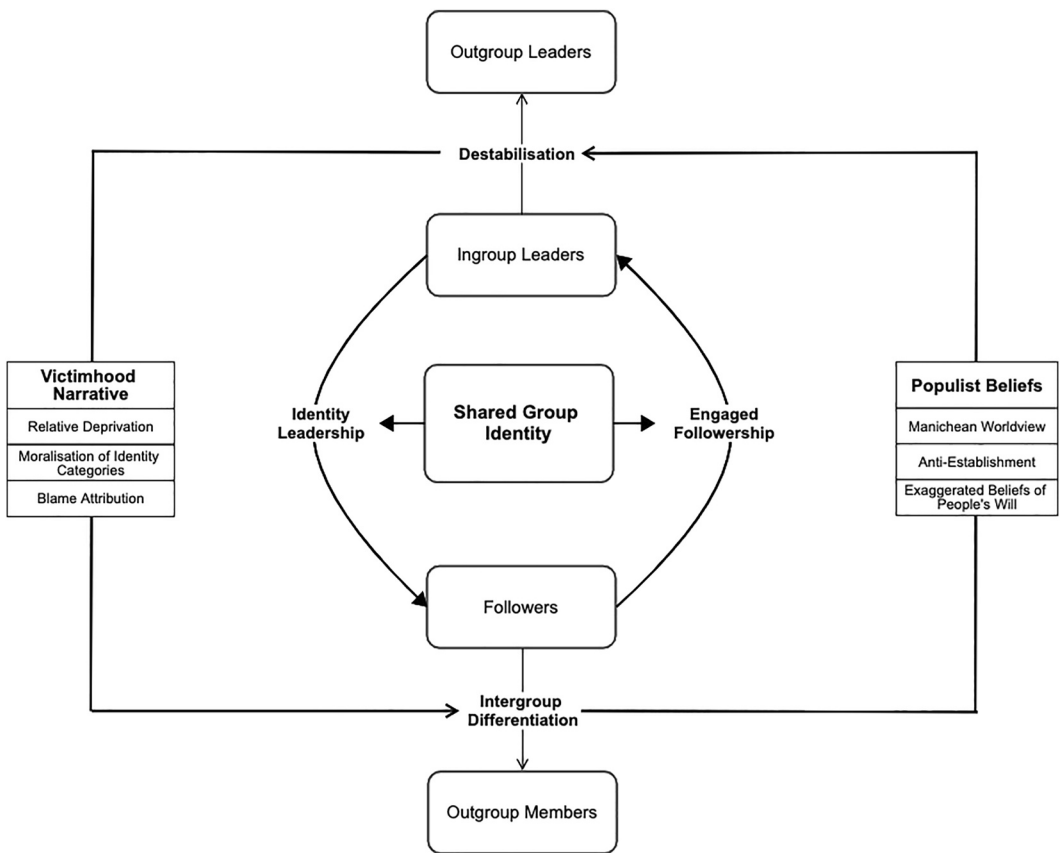 Outgroup Leaders
Destabilisation
Ingroup Leaders
Victimhood
Narrative
Relative Deprivation
Moralisation of Identity
Categories
Blame Attribution
Identity
Leadership
Shared Group
Identity
Engaged
Followership
Populist Beliefs
Manichean Worldview
Anti-Establishment
Exaggerated Beliefs of
People's Will
Followers
Intergroup
Differentiation
Outgroup Members